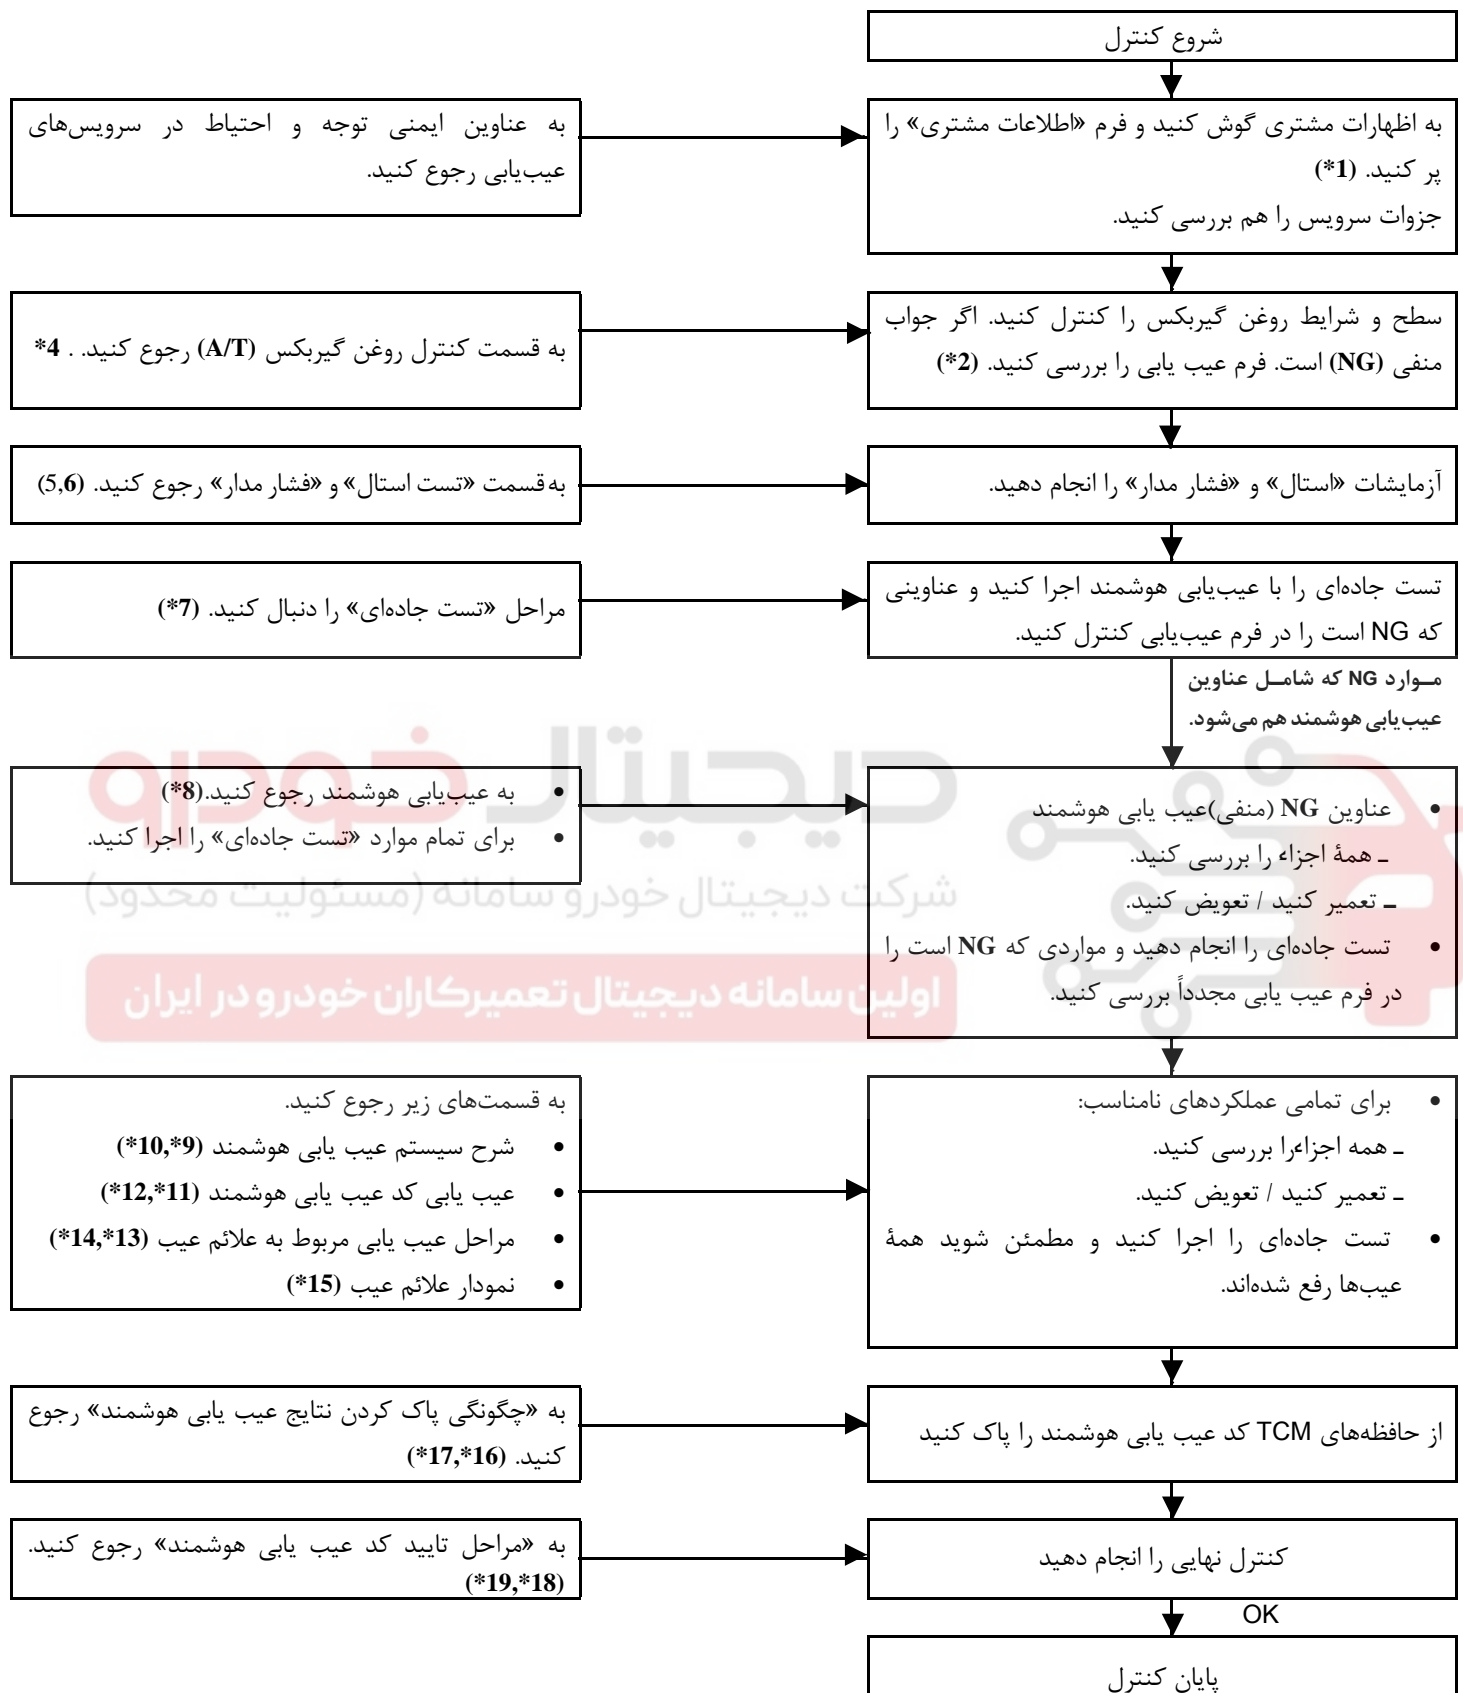 شروع کنترل
به اظهارات مشتری گوش کنید و فرم «اطلاعات مشتری» را
پر کنید. (1*)
جزوات سرویس را هم بررسی کنید.
به عناوین ایمنی توجه و احتیاط در سرویس‌های
عیب‌یابی رجوع کنید.
سطح و شرایط روغن گیربکس را کنترل کنید. اگر جواب
منفی (NG) است. فرم عیب یابی را بررسی کنید. (2*)
به قسمت کنترل روغن گیربکس (A/T) رجوع کنید. . 4*
آزمایشات «استال» و «فشار مدار» را انجام دهید.
به قسمت «تست استال» و «فشار مدار» رجوع کنید. (5,6)
تست جاده‌ای را با عیب‌یابی هوشمند اجرا کنید و عناوینی
که NG است را در فرم عیب‌یابی کنترل کنید.
مراحل «تست جاده‌ای» را دنبال کنید. (7*)
مـوارد NG که شامـل عناوین
عیب‌یابی هوشمند هم می‌شود.
• عناوین NG (منفی)عیب یابی هوشمند
ـ همۀ اجزاء را بررسی کنید.
ـ تعمیر کنید / تعویض کنید.
• تست جاده‌ای را انجام دهید و مواردی که NG است را
در فرم عیب یابی مجدداً بررسی کنید.
• به عیب‌یابی هوشمند رجوع کنید.(8*)
• برای تمام موارد «تست جاده‌ای» را اجرا کنید.
دیجیتال خودرو
شرکت دیجیتال خودرو سامانه (مسئولیت محدود)
اولین سامانه دیجیتال تعمیرکاران خودرو در ایران
• برای تمامی عملکردهای نامناسب:
ـ همه اجزاءرا بررسی کنید.
ـ تعمیر کنید / تعویض کنید.
• تست جاده‌ای را اجرا کنید و مطمئن شوید همۀ
عیب‌ها رفع شده‌اند.
به قسمت‌های زیر رجوع کنید.
• شرح سیستم عیب یابی هوشمند (9*,10*)
• عیب یابی کد عیب یابی هوشمند (11*,12*)
• مراحل عیب یابی مربوط به علائم عیب (13*,14*)
• نمودار علائم عیب (15*)
از حافظه‌های TCM کد عیب یابی هوشمند را پاک کنید
به «چگونگی پاک کردن نتایج عیب یابی هوشمند» رجوع
کنید. (16*,17*)
کنترل نهایی را انجام دهید
به «مراحل تایید کد عیب یابی هوشمند» رجوع کنید.
(18*,19*)
OK
پایان کنترل